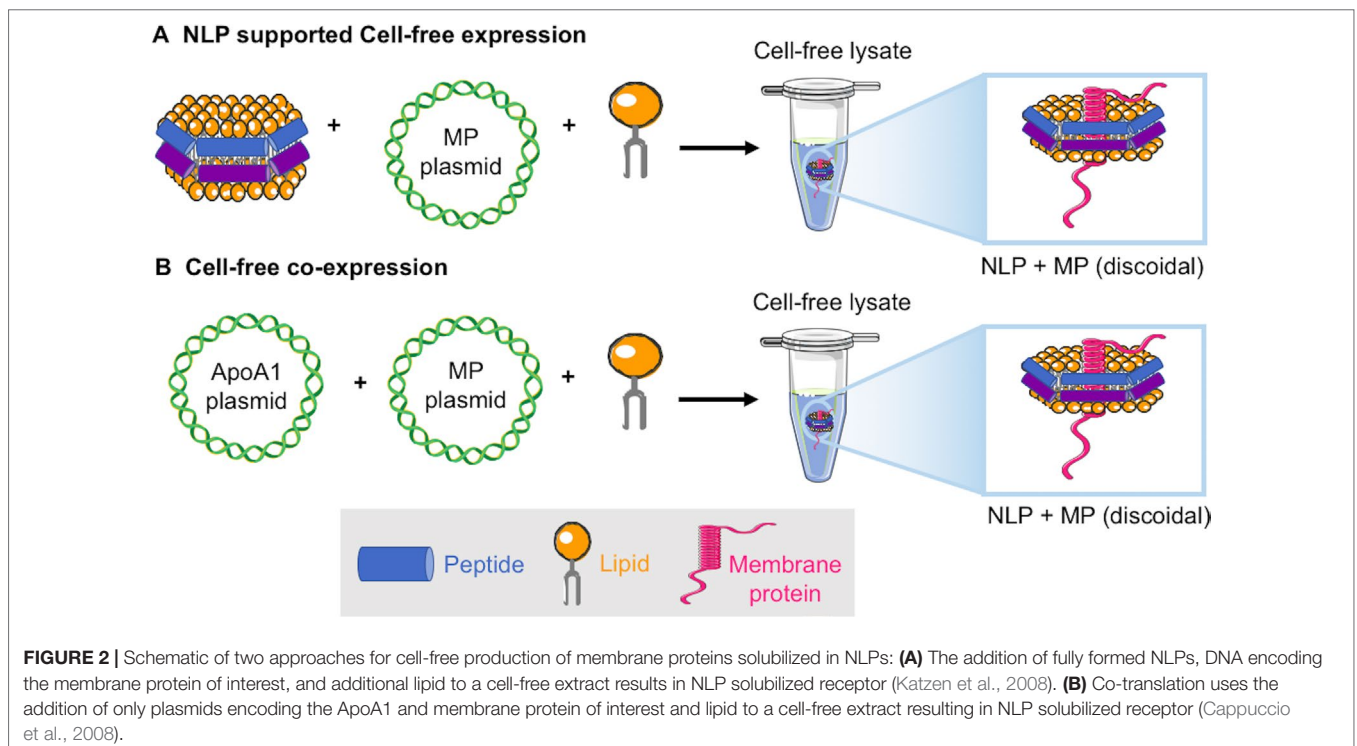 A NLP supported Cell-free expression
Cell-free lysate
+
MP
plasmid
+
NLP + MP (discoidal)
B Cell-free co-expression
Cell-free lysate
ApoA1
plasmid
+
MP
plasmid
+
NLP + MP (discoidal)
Peptide
Lipid
Membrane
protein
FIGURE 2 | Schematic of two approaches for cell-free production of membrane proteins solubilized in NLPs: (A) The addition of fully formed NLPs, DNA encoding
the membrane protein of interest, and additional lipid to a cell-free extract results in NLP solubilized receptor (Katzen et al., 2008). (B) Co-translation uses the
addition of only plasmids encoding the ApoA1 and membrane protein of interest and lipid to a cell-free extract resulting in NLP solubilized receptor (Cappuccio
et al., 2008).